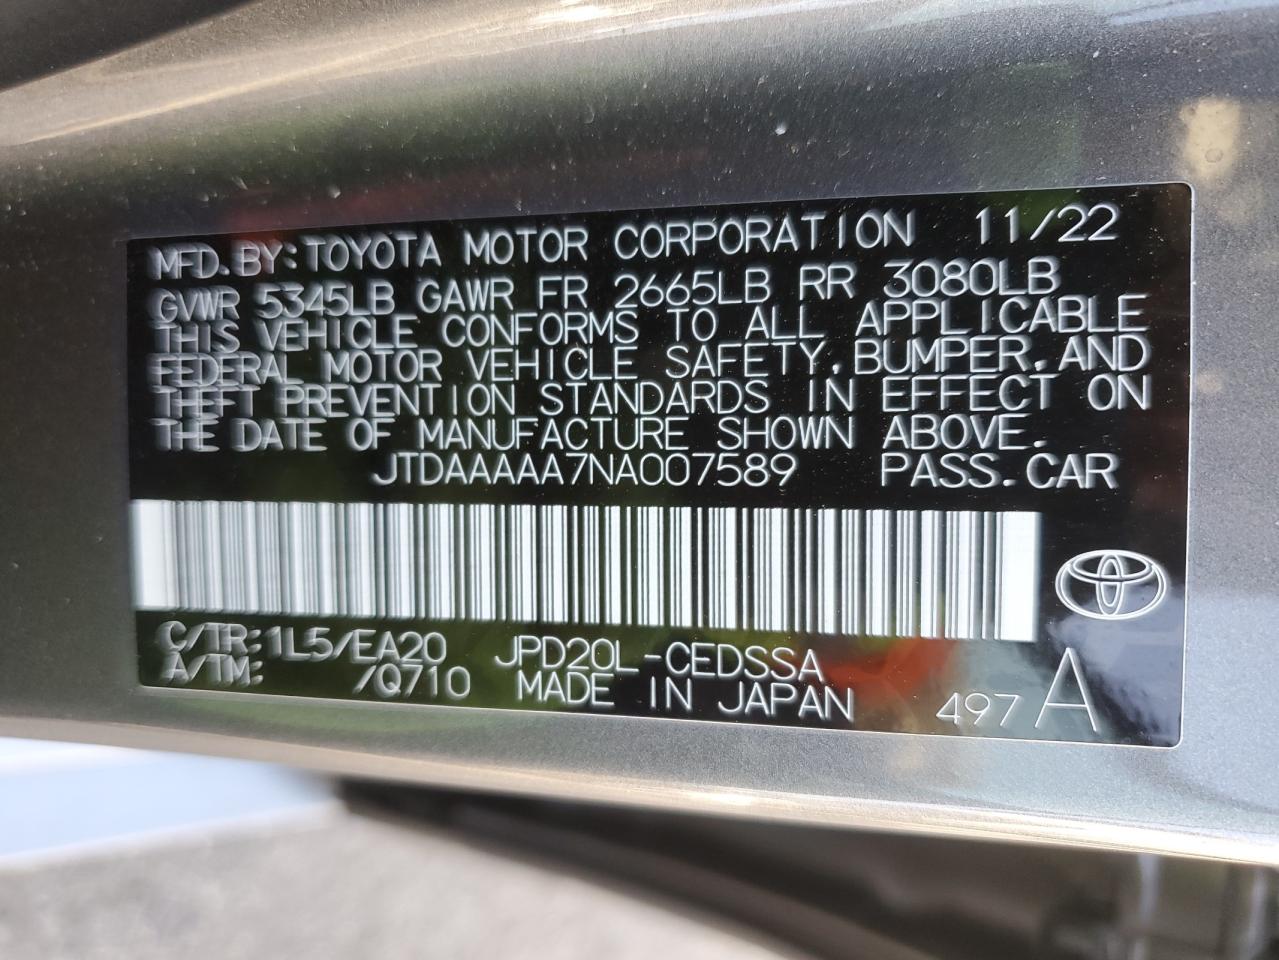 MFD.BY:TOYOTA MOTOR CORPORATION 11/22
GVWR 5345LB GAWR FR 2665LB RR 3080LB
THIS VEHICLE CONFORMS TO ALL APPLICABLE
FEDERAL MOTOR VEHICLE SAFETY,BUMPER,AND
THEFT PREVENTION STANDARDS IN EFFECT ON
THE DATE OF MANUFACTURE SHOWN ABOVE.
JTDAAAAA7NA007589 PASS.CAR
C/TR:1L5/EA20 JPD20L-CEDSSA
A/TM: /Q710 MADE IN JAPAN 497 A